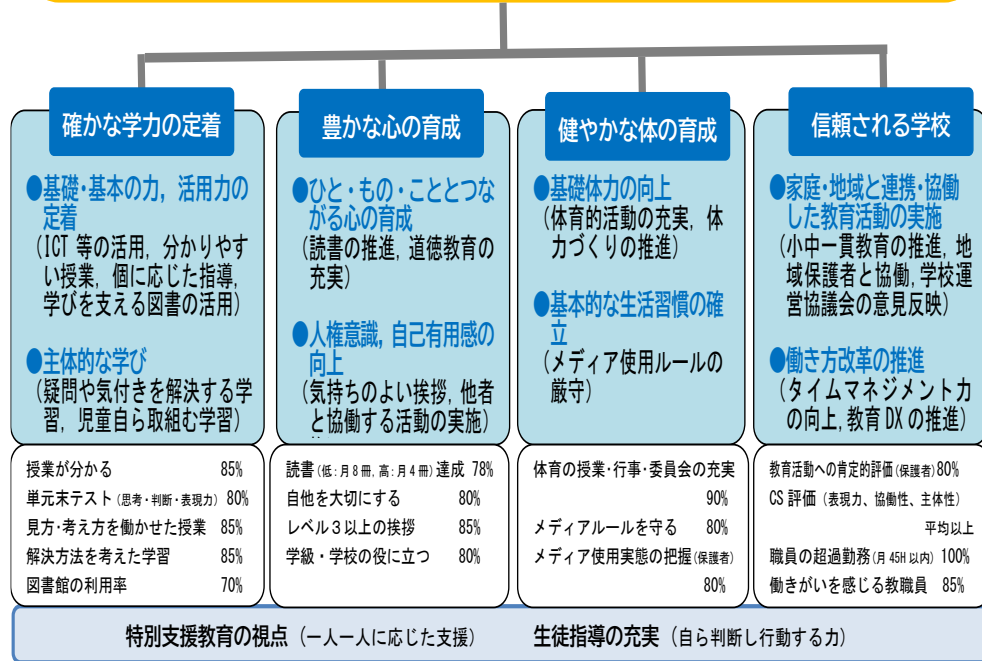 確かな学力の定着
●基礎・基本の力，活用力の
定着
(ICT 等の活用，分かりやす
い授業，個に応じた指導，
学びを支える図書の活用)
●主体的な学び
(疑問や気付きを解決する学
習，児童自ら取組む学習)
授業が分かる 85%
単元末テスト (思考・判断・表現力) 80%
見方・考え方を働かせた授業 85%
解決方法を考えた学習 85%
図書館の利用率 70%
豊かな心の育成
●ひと・もの・こととつな
がる心の育成
(読書の推進，道徳教育の
充実)
●人権意識，自己有用感の
向上
(気持ちのよい挨拶，他者
と協働する活動の実施)
読書 (低：月8冊，高：月4冊) 達成 78%
自他を大切にする 80%
レベル３以上の挨拶 85%
学級・学校の役に立つ 80%
健やかな体の育成
●基礎体力の向上
(体育的活動の充実，体
力づくりの推進)
●基本的な生活習慣の確
立
(メディア使用ルールの
厳守)
体育の授業・行事・委員会の充実
90%
メディアルールを守る 80%
メディア使用実態の把握 (保護者)
80%
信頼される学校
●家庭・地域と連携・協働
した教育活動の実施
(小中一貫教育の推進，地
域保護者と協働，学校運
営協議会の意見反映)
●働き方改革の推進
(タイムマネジメント力
の向上，教育 DX の推進)
教育活動への肯定的評価 (保護者) 80%
CS 評価 (表現力、協働性、主体性)
平均以上
職員の超過勤務 (月 45H 以内) 100%
働きがいを感じる教職員 85%
特別支援教育の視点 (一人一人に応じた支援) 生徒指導の充実 (自ら判断し行動する力)